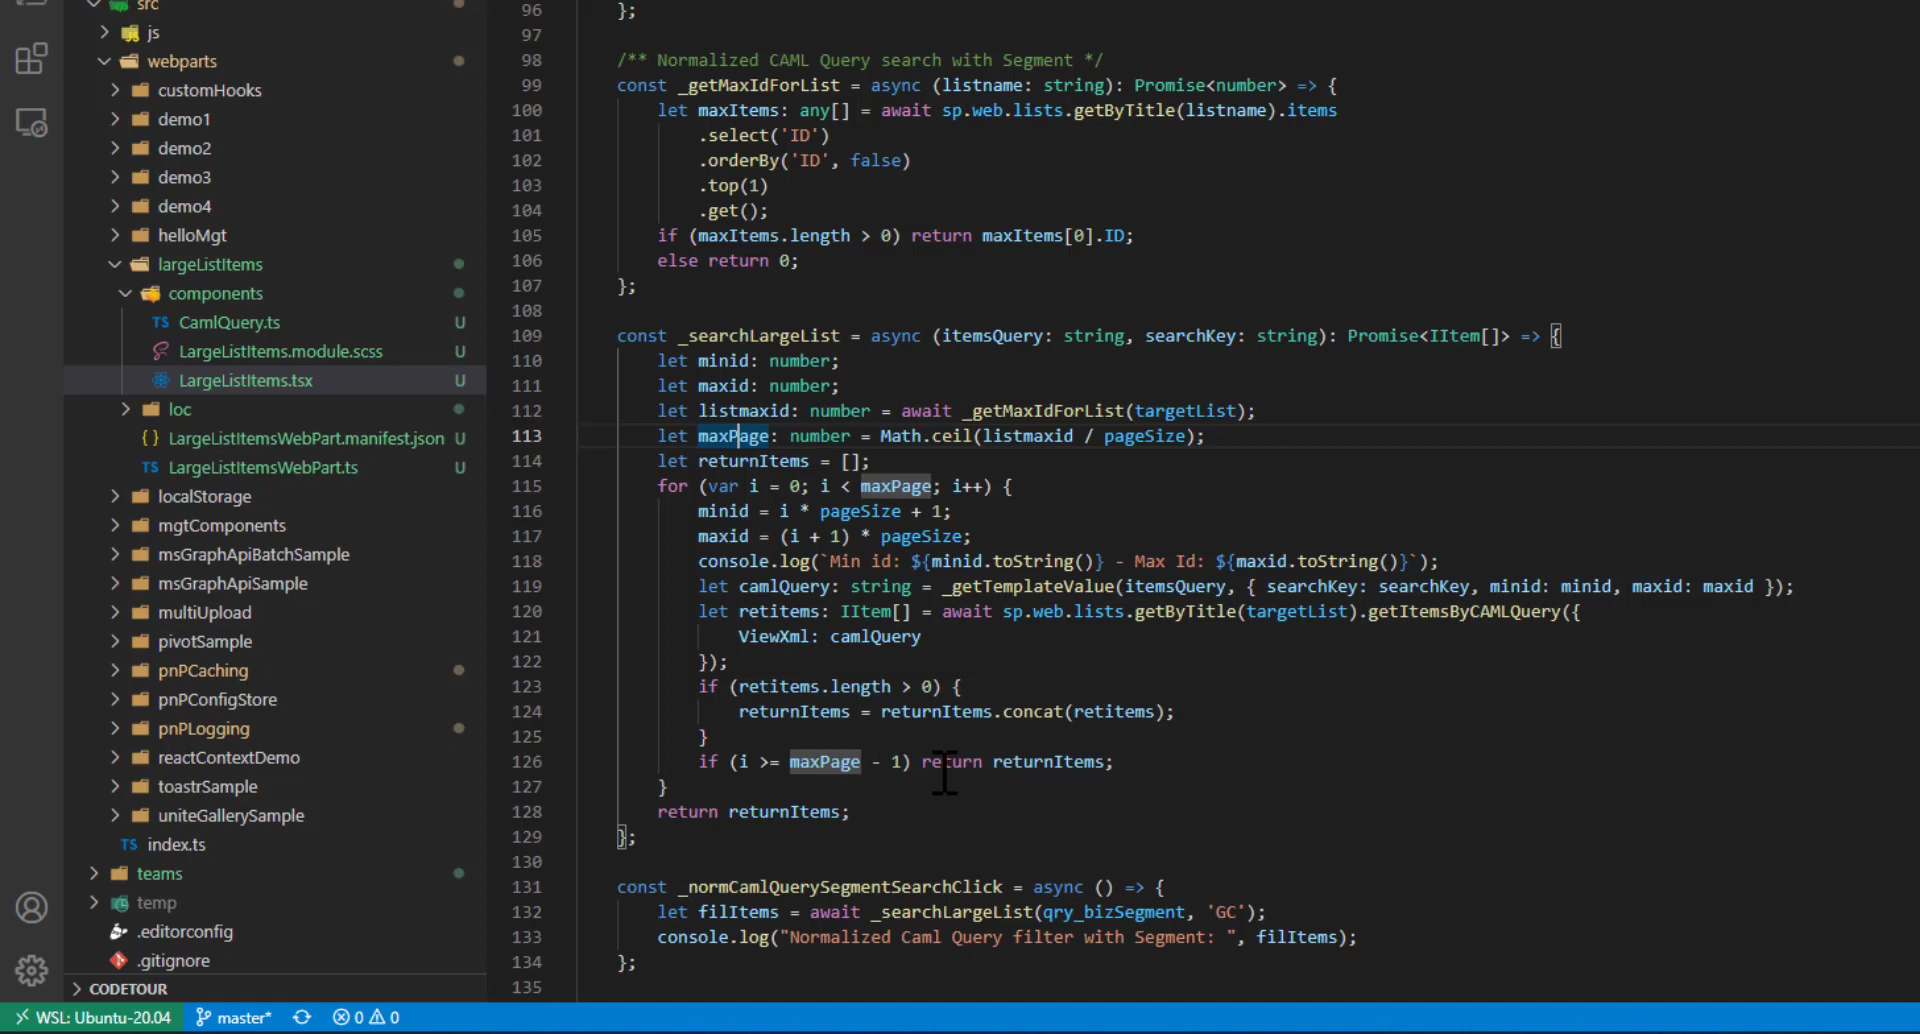 src
js
webparts
customHooks
demo1
demo2
demo3
demo4
helloMgt
largeListItems
components
TS CamlQuery.ts U
LargeListItems.module.scss U
LargeListItems.tsx U
loc
{ } LargeListItemsWebPart.manifest.json U
TS LargeListItemsWebPart.ts U
localStorage
mgtComponents
msGraphApiBatchSample
msGraphApiSample
multiUpload
pivotSample
pnPCaching
pnPConfigStore
pnPLogging
reactContextDemo
toastrSample
uniteGallerySample
TS index.ts
teams
temp
.editorconfig
.gitignore
CODETOUR
96 };
97
98 /** Normalized CAML Query search with Segment */
99 const _getMaxIdForList = async (listname: string): Promise<number> => {
100 let maxItems: any[] = await sp.web.lists.getByTitle(listname).items
101 .select('ID')
102 .orderBy('ID', false)
103 .top(1)
104 .get();
105 if (maxItems.length > 0) return maxItems[0].ID;
106 else return 0;
107 };
108
109 const _searchLargeList = async (itemsQuery: string, searchKey: string): Promise<IItem[]> => {
110 let minid: number;
111 let maxid: number;
112 let listmaxid: number = await _getMaxIdForList(targetList);
113 let maxPage: number = Math.ceil(listmaxid / pageSize);
114 let returnItems = [];
115 for (var i = 0; i < maxPage; i++) {
116 minid = i * pageSize + 1;
117 maxid = (i + 1) * pageSize;
118 console.log(`Min id: ${minid.toString()} - Max Id: ${maxid.toString()}`);
119 let camlQuery: string = _getTemplateValue(itemsQuery, { searchKey: searchKey, minid: minid, maxid: maxid });
120 let retitems: IItem[] = await sp.web.lists.getByTitle(targetList).getItemsByCAMLQuery({
121 ViewXml: camlQuery
122 });
123 if (retitems.length > 0) {
124 returnItems = returnItems.concat(retitems);
125 }
126 if (i >= maxPage - 1) return returnItems;
127 }
128 return returnItems;
129 };
130
131 const _normCamlQuerySegmentSearchClick = async () => {
132 let filItems = await _searchLargeList(qry_bizSegment, 'GC');
133 console.log("Normalized Caml Query filter with Segment: ", filItems);
134 };
135
WSL: Ubuntu-20.04 master* 0 0